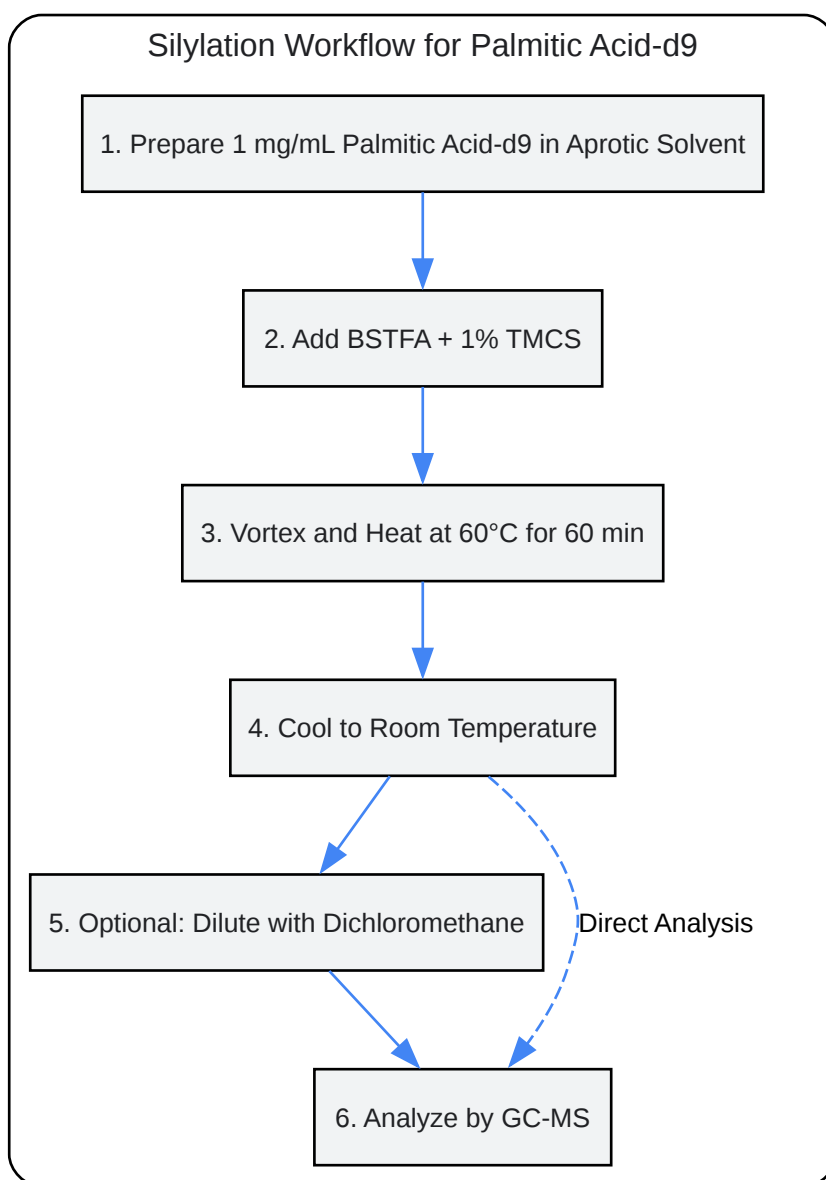 Silylation Workflow for Palmitic Acid-d9
1. Prepare 1 mg/mL Palmitic Acid-d9 in Aprotic Solvent
2. Add BSTFA + 1% TMCS
3. Vortex and Heat at 60°C for 60 min
4. Cool to Room Temperature
5. Optional: Dilute with Dichloromethane
Direct Analysis
6. Analyze by GC-MS